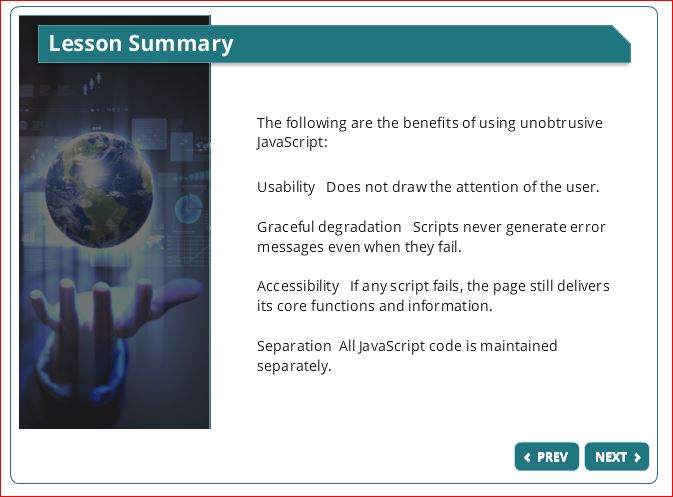 Lesson Summary
The following are the benefits of using unobtrusive
JavaScript:
Usability Does not draw the attention of the user.
Graceful degradation Scripts never generate error
messages even when they fail.
Accessibility If any script fails, the page still delivers
its core functions and information.
Separation All JavaScript code is maintained
separately.
PREV
NEXT